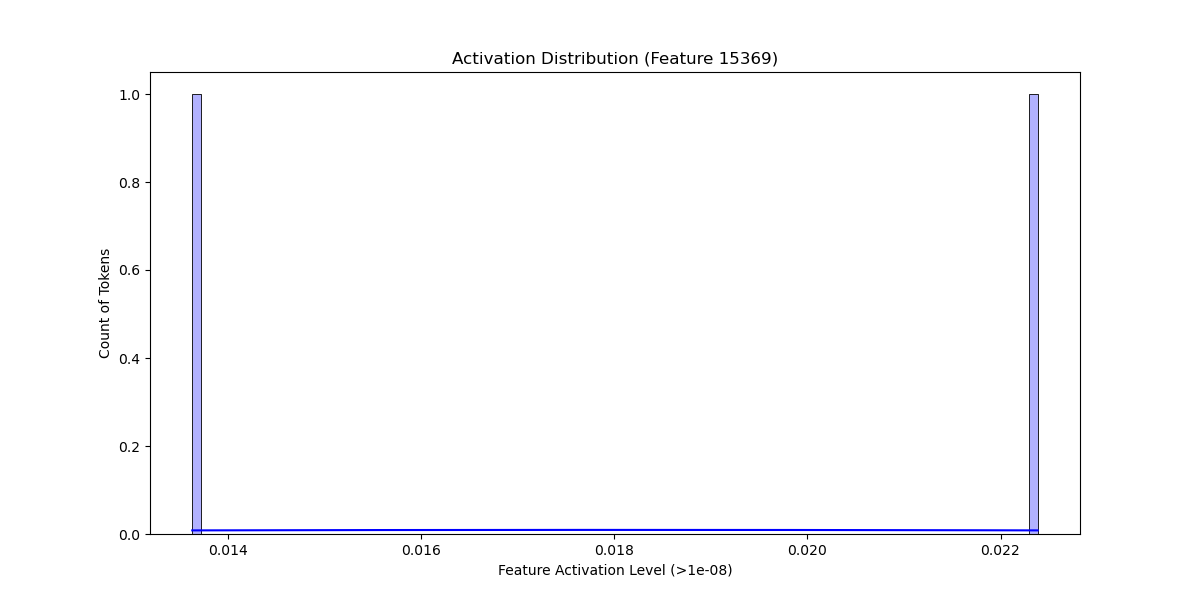 Activation Distribution (Feature 15369)
Count of Tokens
1.0
0.8
0.6
0.4
0.2
0.0
0.014 0.016 0.018 0.020 0.022
Feature Activation Level (>1e-08)